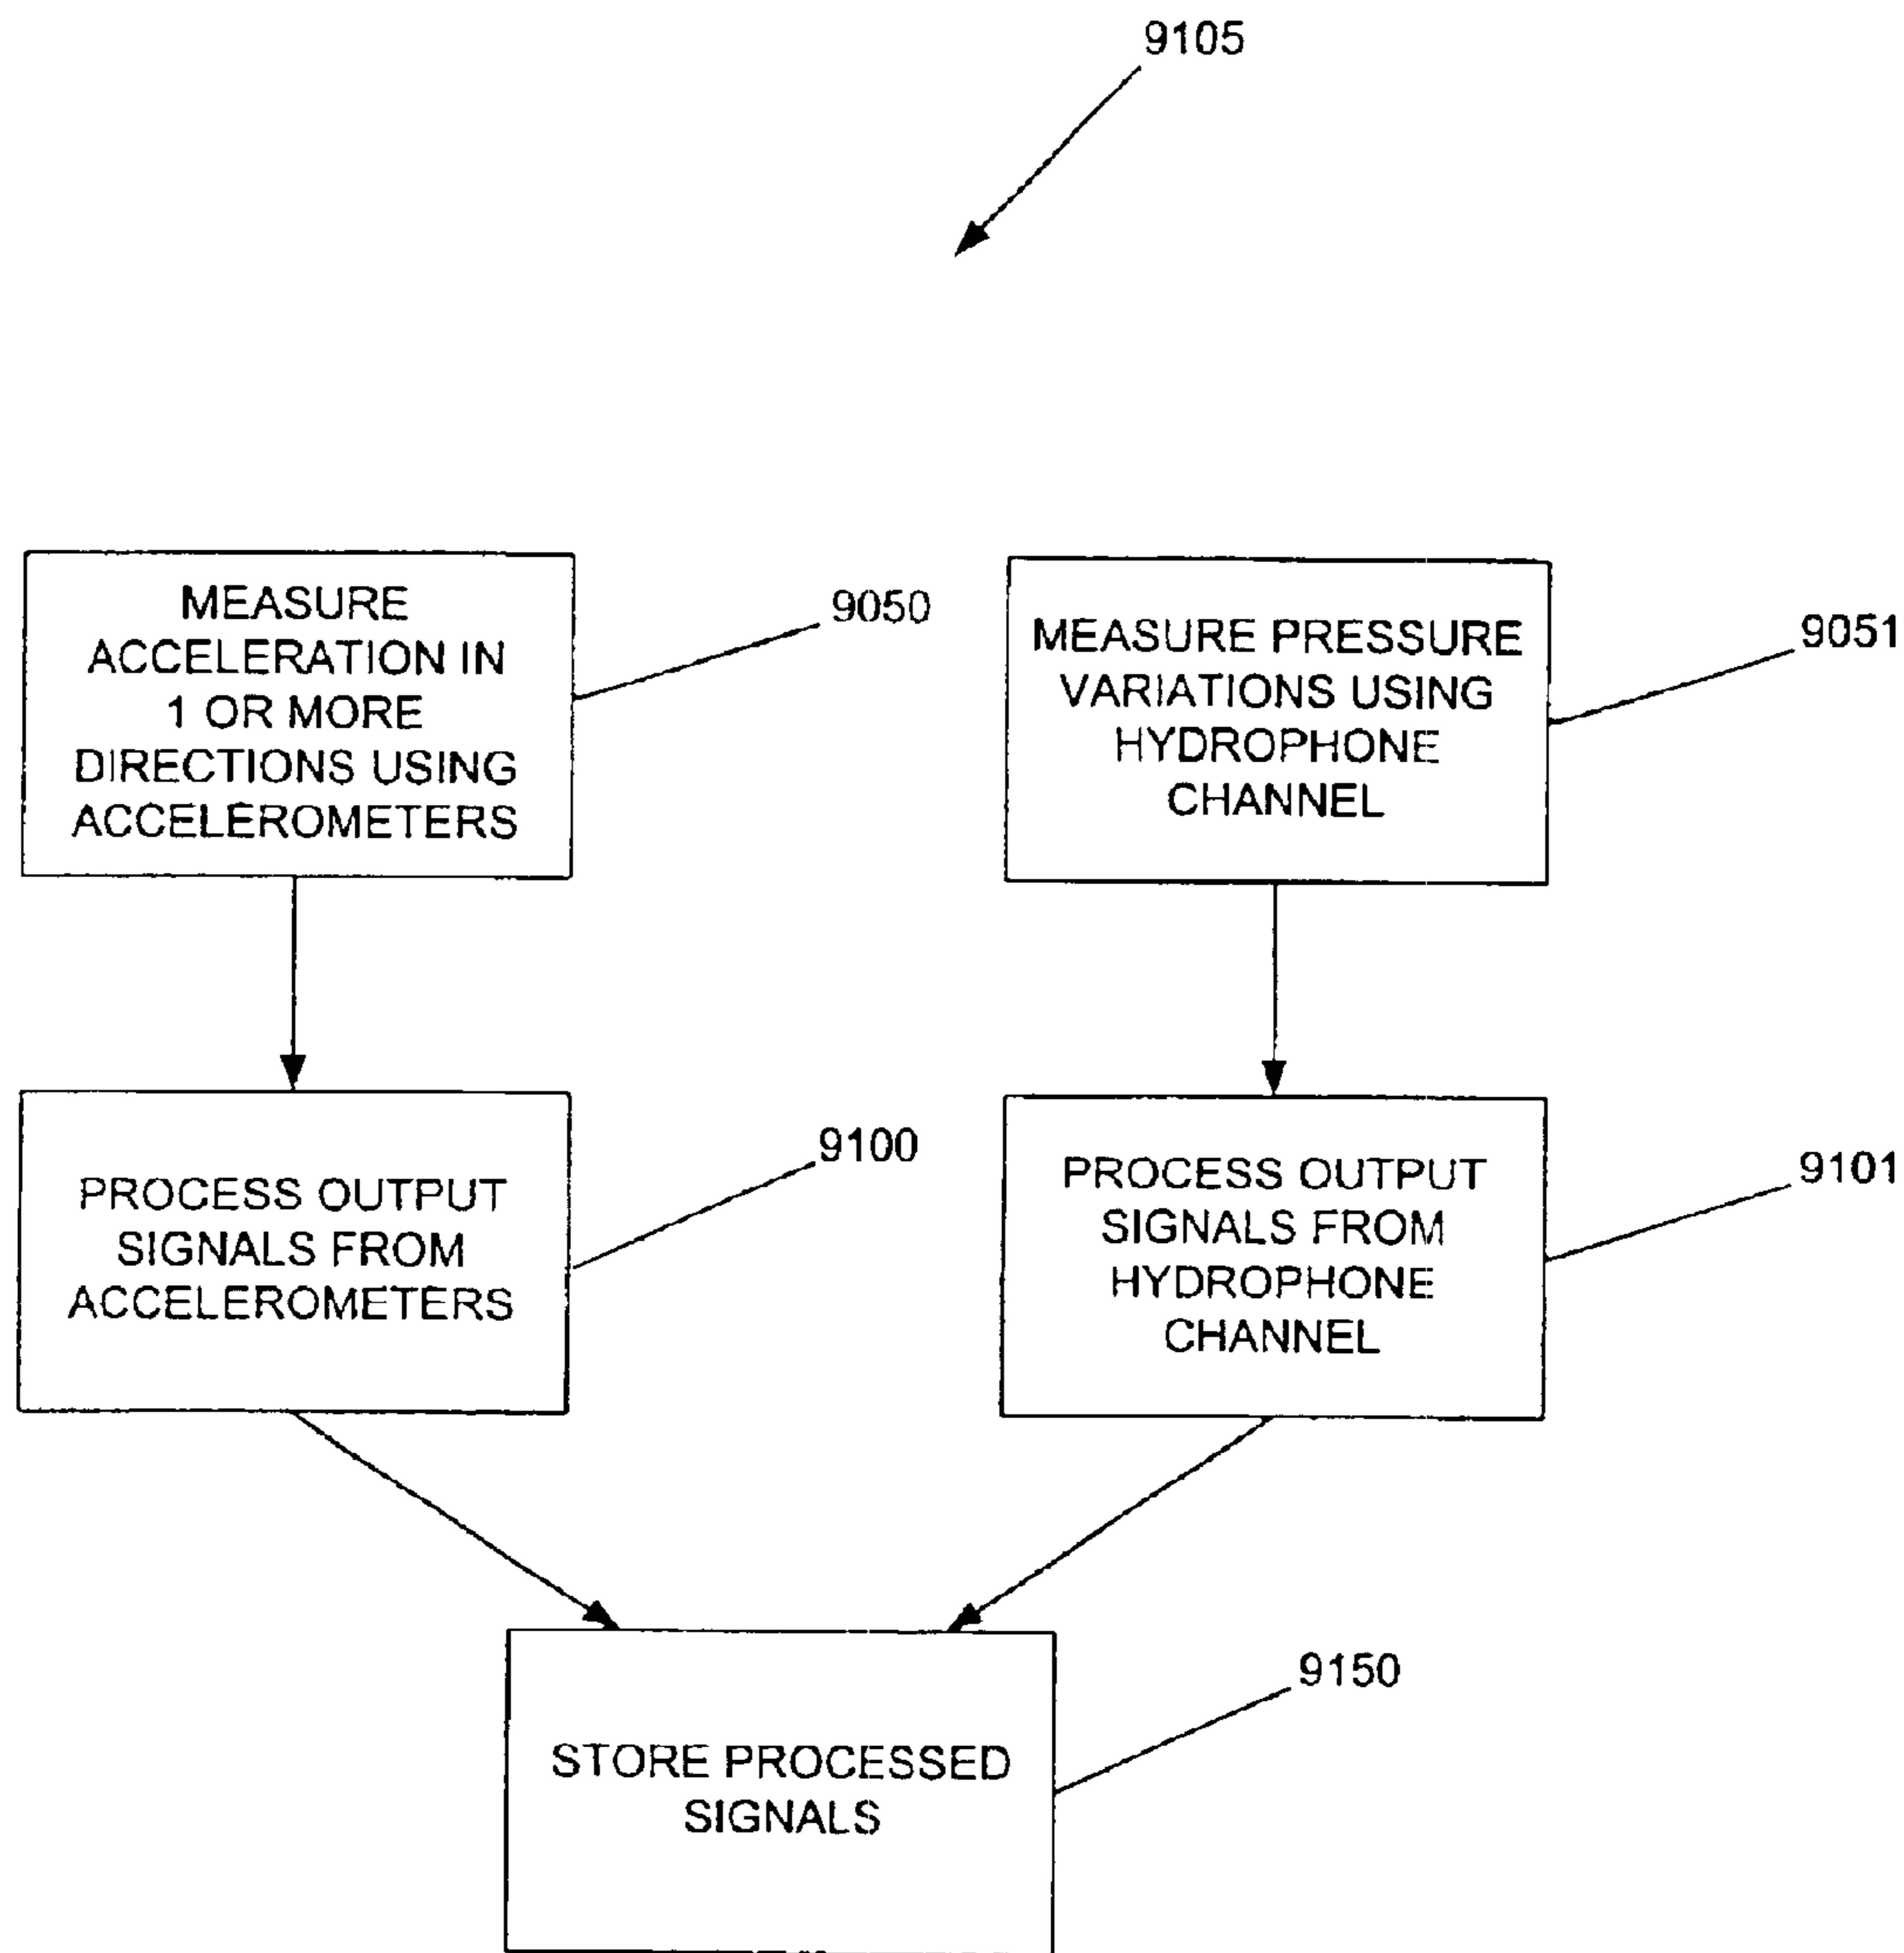 9105
MEASURE
ACCELERATION IN
1 OR MORE
DIRECTIONS USING
ACCELEROMETERS
9050
MEASURE PRESSURE
VARIATIONS USING
HYDROPHONE
CHANNEL
9051
PROCESS OUTPUT
SIGNALS FROM
ACCELEROMETERS
9100
PROCESS OUTPUT
SIGNALS FROM
HYDROPHONE
CHANNEL
9101
STORE PROCESSED
SIGNALS
9150